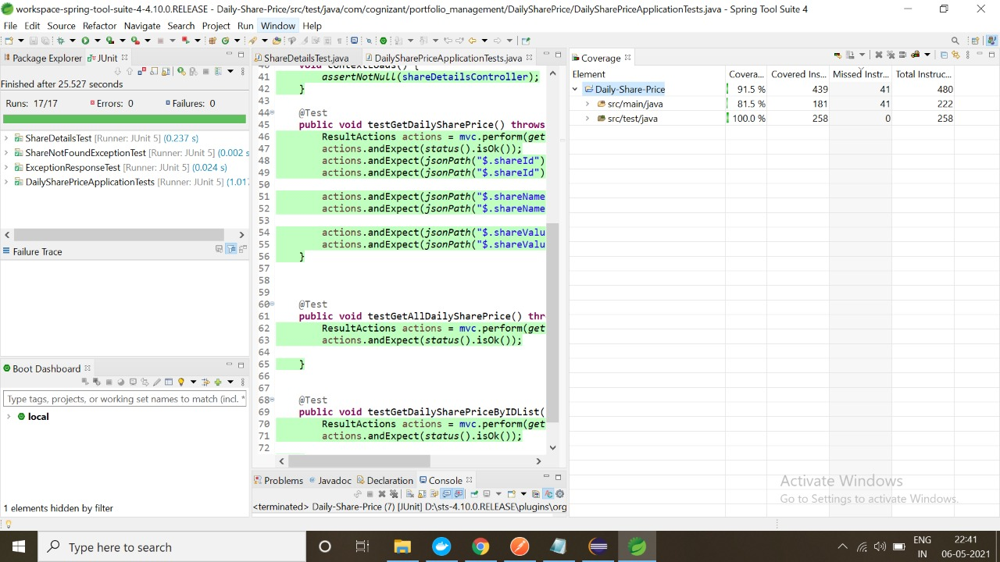 workspace-spring-tool-suite-4-4.10.0.RELEASE - Daily-Share-Price/src/test/java/com/cognizant/portfolio_management/DailySharePrice/DailySharePriceApplicationTests.java - Spring Tool Suite 4
File Edit Source Refactor Navigate Search Project Run Window Help
Package Explorer JUnit
Finished after 25.527 seconds
Runs: 17/17 Errors: 0 Failures: 0
ShareDetailsTest [Runner: JUnit 5] (0.237 s)
ShareNotFoundExceptionTest [Runner: JUnit 5] (0.002 s
ExceptionResponseTest [Runner: JUnit 5] (0.024 s)
DailySharePriceApplicationTests [Runner: JUnit 5] (1.017
Failure Trace
Boot Dashboard
Type tags, projects, or working set names to match (incl. *
local
1 elements hidden by filter
ShareDetailsTest.java DailySharePriceApplicationTests.java
40 void contextLoads() {
41 assertNotNull(shareDetailsController);
42 }
43
44 @Test
45 public void testGetDailySharePrice() throws
46 ResultActions actions = mvc.perform(get
47 actions.andExpect(status().isOk());
48 actions.andExpect(jsonPath("$.shareId")
49 actions.andExpect(jsonPath("$.shareId")
50
51 actions.andExpect(jsonPath("$.shareName
52 actions.andExpect(jsonPath("$.shareName
53
54 actions.andExpect(jsonPath("$.shareValu
55 actions.andExpect(jsonPath("$.shareValu
56 }
57
58
59
60 @Test
61 public void testGetAllDailySharePrice() thr
62 ResultActions actions = mvc.perform(get
63 actions.andExpect(status().isOk());
64
65 }
66
67
68 @Test
69 public void testGetDailySharePriceByIDList(
70 ResultActions actions = mvc.perform(get
71 actions.andExpect(status().isOk());
72
Problems Javadoc Declaration Console
<terminated> Daily-Share-Price (7) [JUnit] D:\sts-4.10.0.RELEASE\plugins\org
Coverage
Element Covera... Covered Ins... Missed Instr... Total Instruc...
Daily-Share-Price 91.5 % 439 41 480
src/main/java 81.5 % 181 41 222
src/test/java 100.0 % 258 0 258
Activate Windows
Go to Settings to activate Windows.
Type here to search
ENG
IN
22:41
06-05-2021